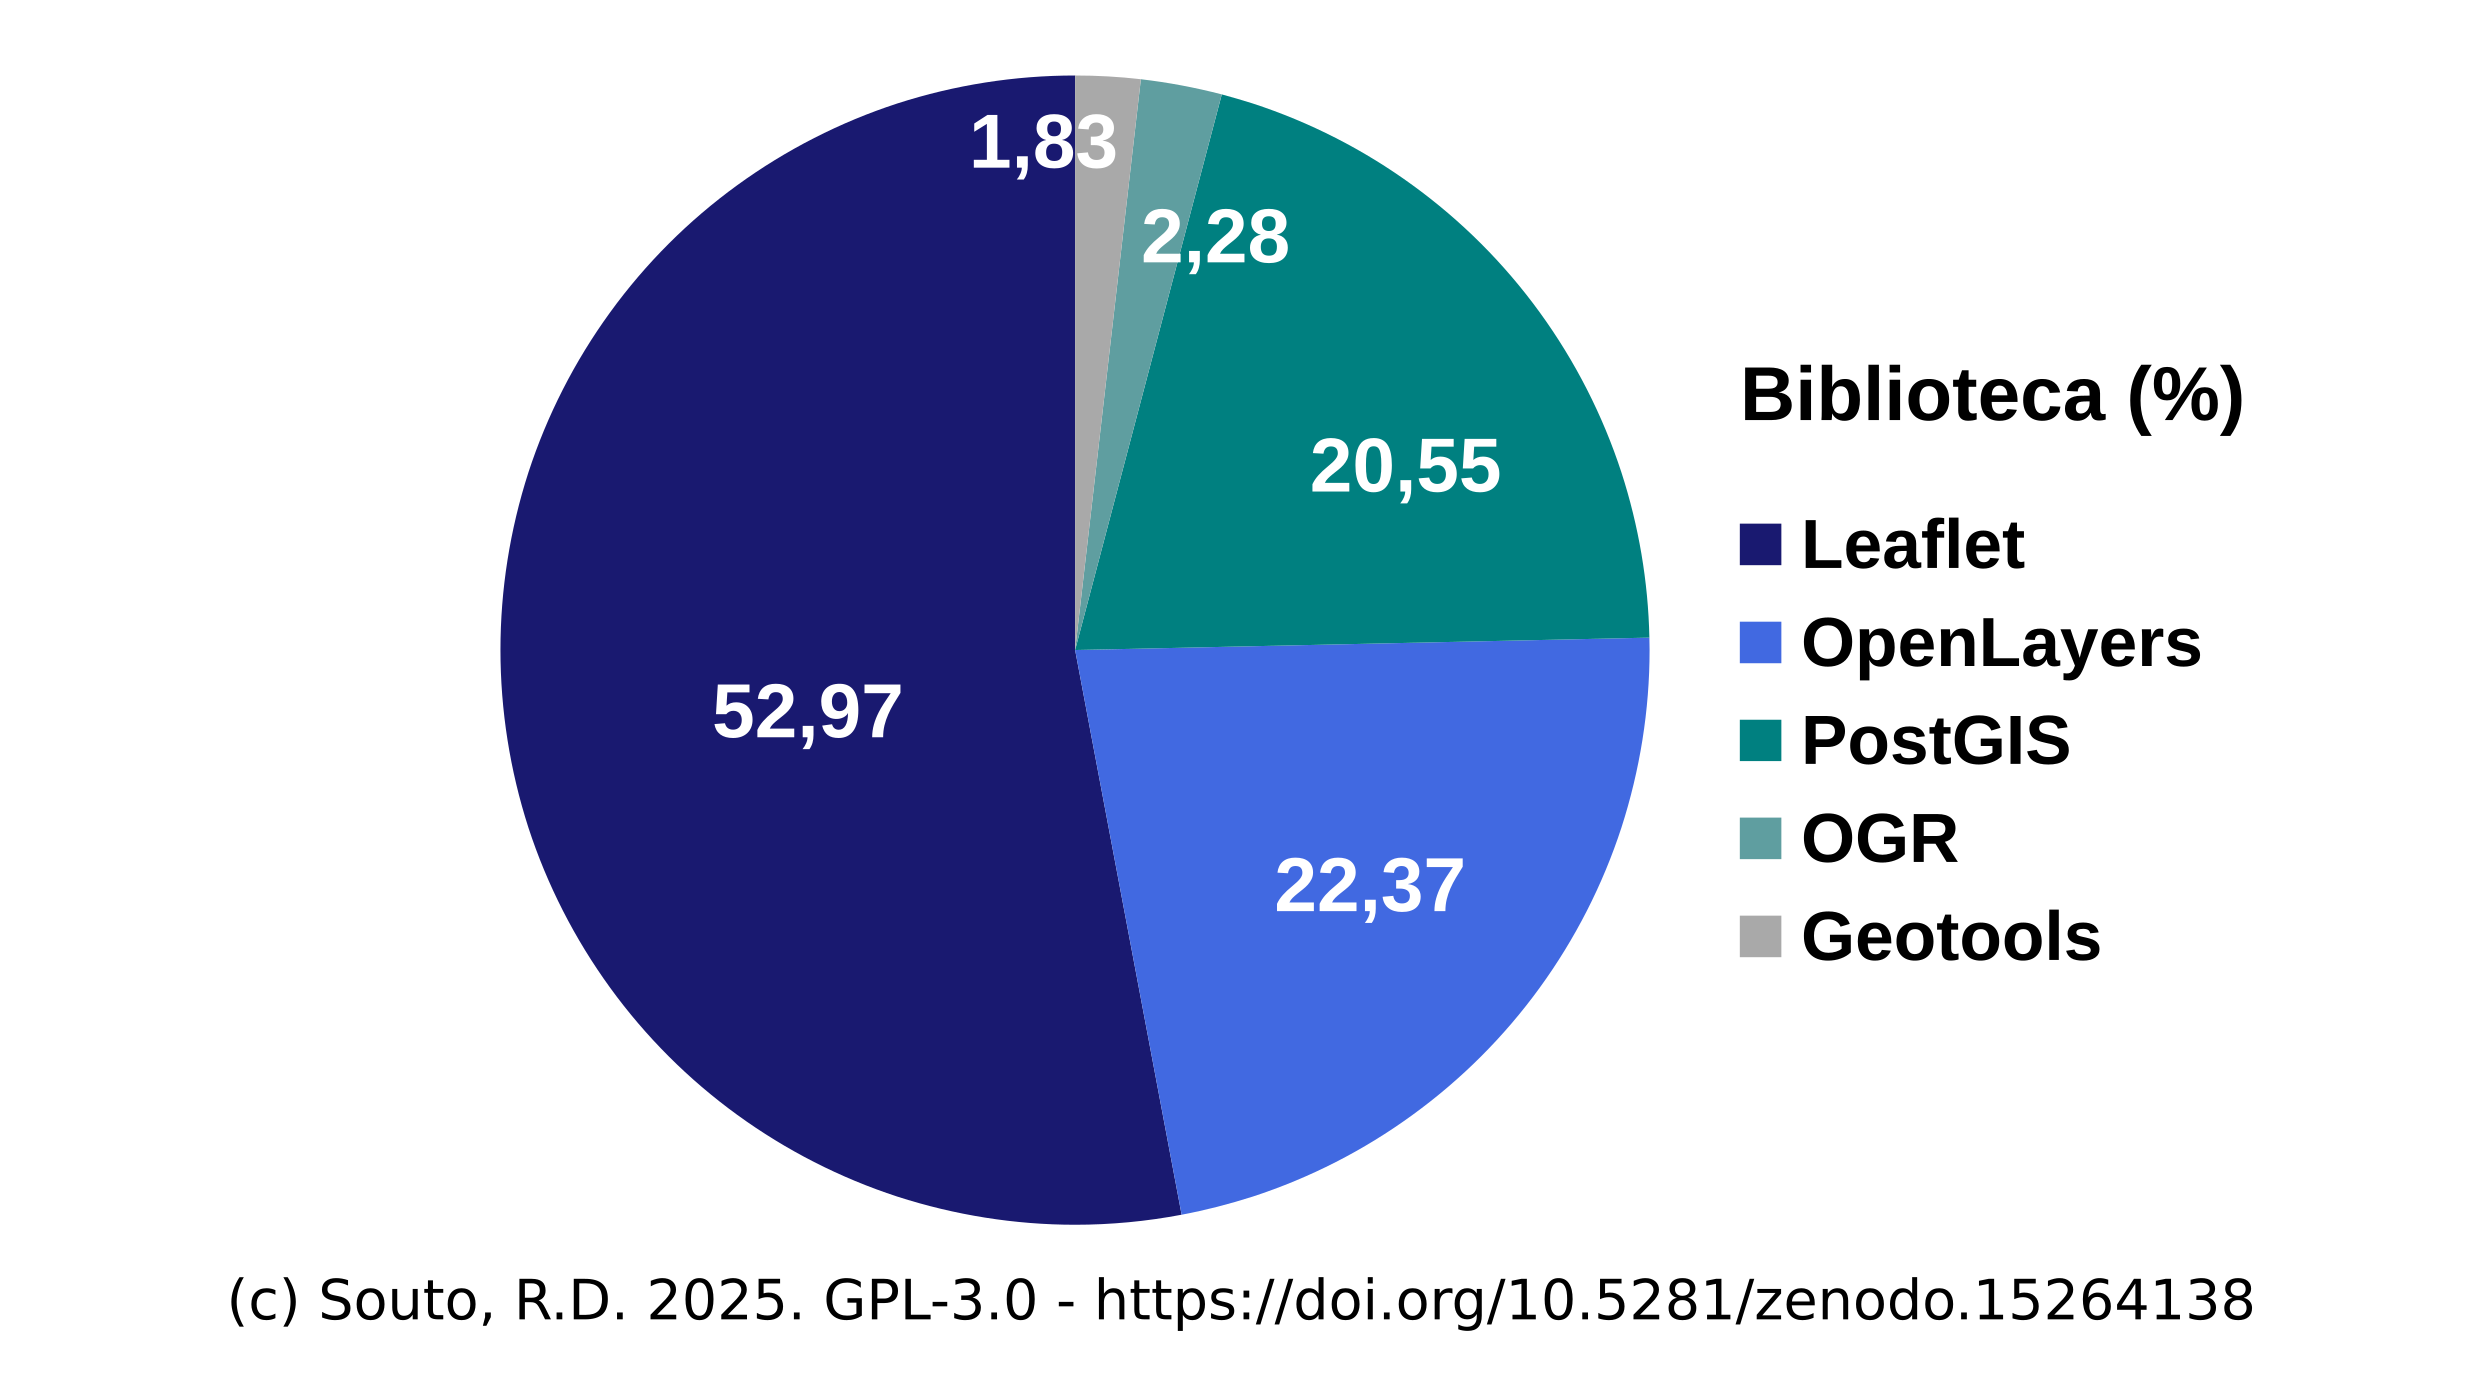 1,83
2,28
20,55
52,97
22,37
Biblioteca (%)
Leaflet
OpenLayers
PostGIS
OGR
Geotools
(c) Souto, R.D. 2025. GPL-3.0 - https://doi.org/10.5281/zenodo.15264138